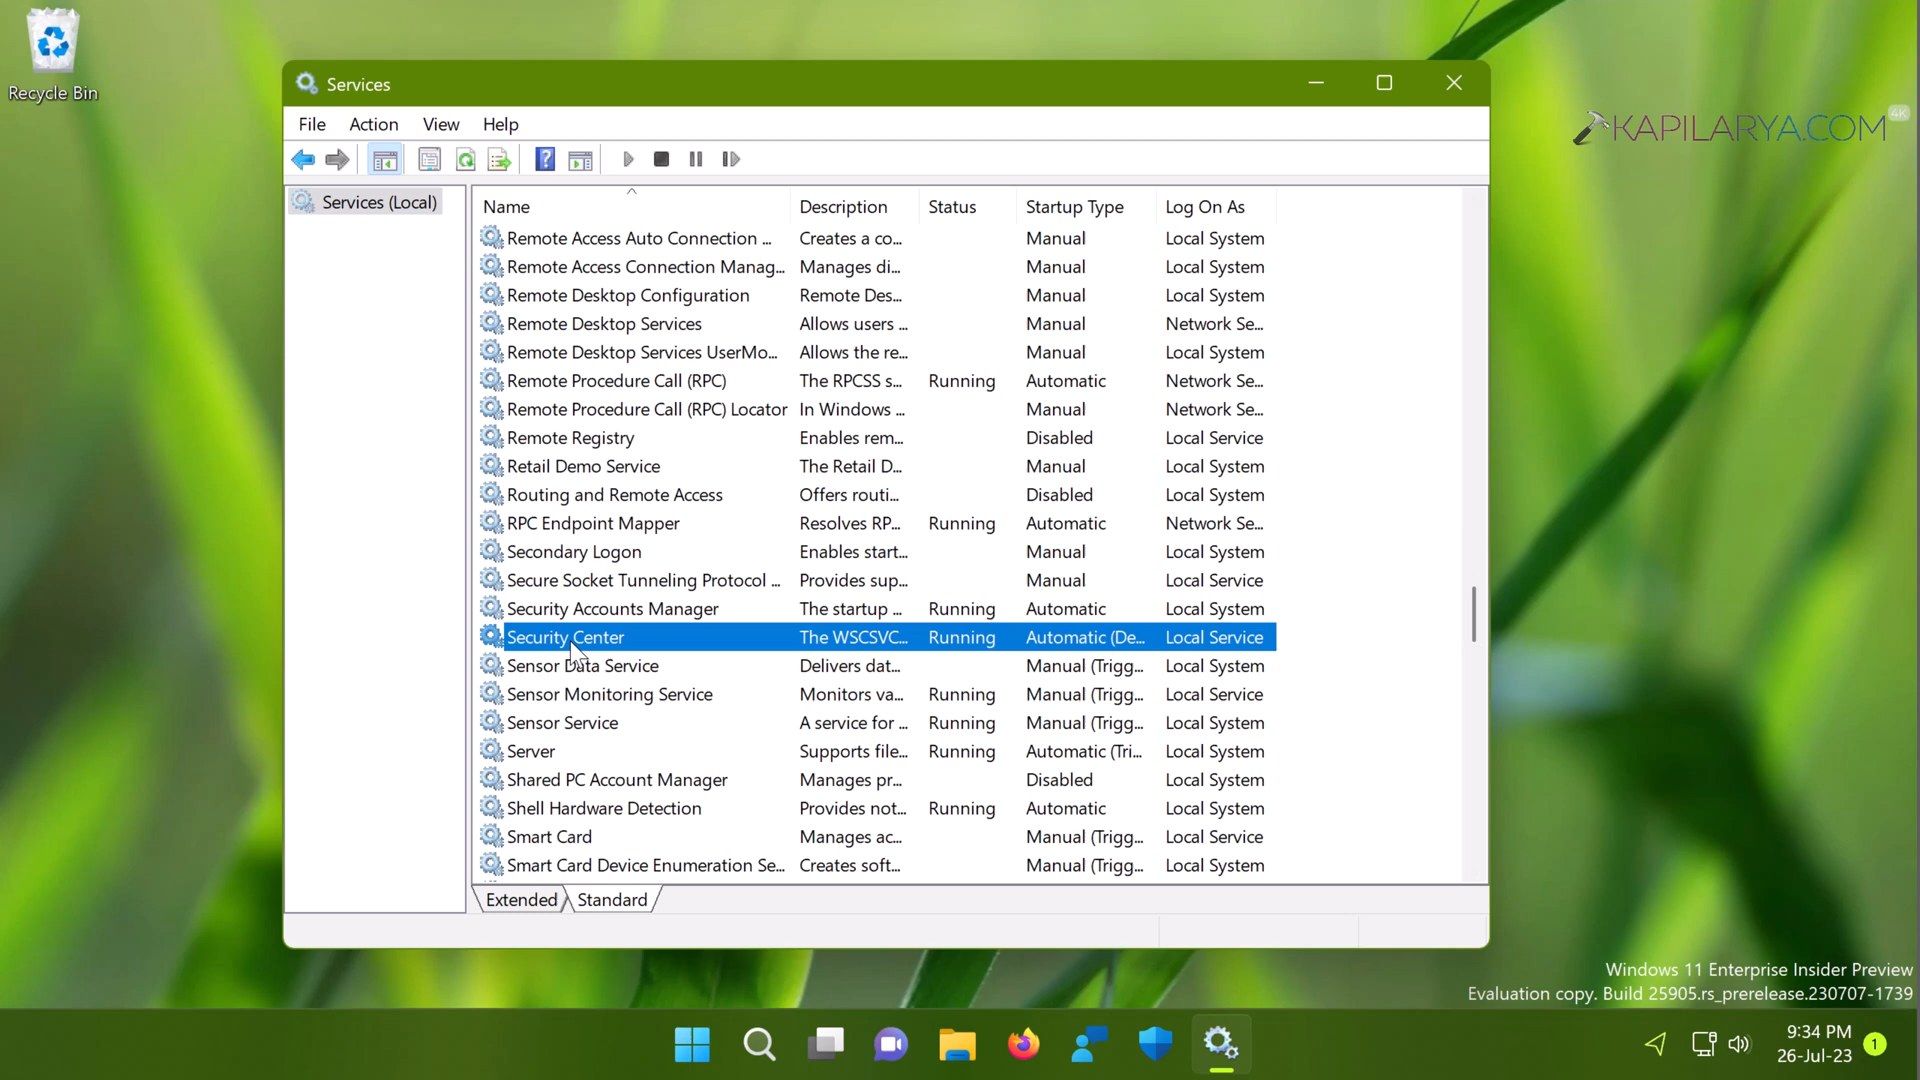 Recycle Bin
Services
File Action View Help
KAPILARYA.COM
4K
Services (Local)
Name Description Status Startup Type Log On As
Remote Access Auto Connection ... Creates a co... Manual Local System
Remote Access Connection Manag... Manages di... Manual Local System
Remote Desktop Configuration Remote Des... Manual Local System
Remote Desktop Services Allows users ... Manual Network Se...
Remote Desktop Services UserMo... Allows the re... Manual Local System
Remote Procedure Call (RPC) The RPCSS s... Running Automatic Network Se...
Remote Procedure Call (RPC) Locator In Windows ... Manual Network Se...
Remote Registry Enables rem... Disabled Local Service
Retail Demo Service The Retail D... Manual Local System
Routing and Remote Access Offers routi... Disabled Local System
RPC Endpoint Mapper Resolves RP... Running Automatic Network Se...
Secondary Logon Enables start... Manual Local System
Secure Socket Tunneling Protocol ... Provides sup... Manual Local Service
Security Accounts Manager The startup ... Running Automatic Local System
Security Center The WSCSVC... Running Automatic (De... Local Service
Sensor Data Service Delivers dat... Manual (Trigg... Local System
Sensor Monitoring Service Monitors va... Running Manual (Trigg... Local Service
Sensor Service A service for ... Running Manual (Trigg... Local System
Server Supports file... Running Automatic (Tri... Local System
Shared PC Account Manager Manages pr... Disabled Local System
Shell Hardware Detection Provides not... Running Automatic Local System
Smart Card Manages ac... Manual (Trigg... Local Service
Smart Card Device Enumeration Se... Creates soft... Manual (Trigg... Local System
Extended Standard
Windows 11 Enterprise Insider Preview
Evaluation copy. Build 25905.rs_prerelease.230707-1739
9:34 PM
26-Jul-23
1